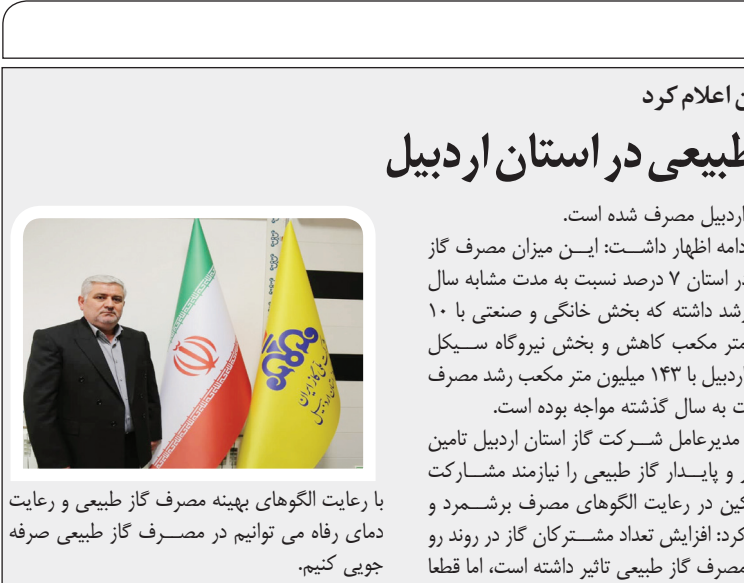 ن اعلام کرد
طبیعی در استان اردبیل
اردبیل مصرف شده است.
دامه اظهار داشت: این میزان مصرف گاز
در استان ۷ درصد نسبت به مدت مشابه سال
رشد داشته که بخش خانگی و صنعتی با ۱۰
متر مکعب کاهش و بخش نیروگاه سیکل
اردبیل با ۱۴۳ میلیون متر مکعب رشد مصرف
ت به سال گذشته مواجه بوده است.
مدیرعامل شرکت گاز استان اردبیل تامین
ر و پایدار گاز طبیعی را نیازمند مشارکت
کین در رعایت الگوهای مصرف برشمرد و
کرد: افزایش تعداد مشترکان گاز در روند رو
مصرف گاز طبیعی تاثیر داشته است، اما قطعا
با رعایت الگوهای بهینه مصرف گاز طبیعی و رعایت
دمای رفاه می توانیم در مصرف گاز طبیعی صرفه
جویی کنیم.